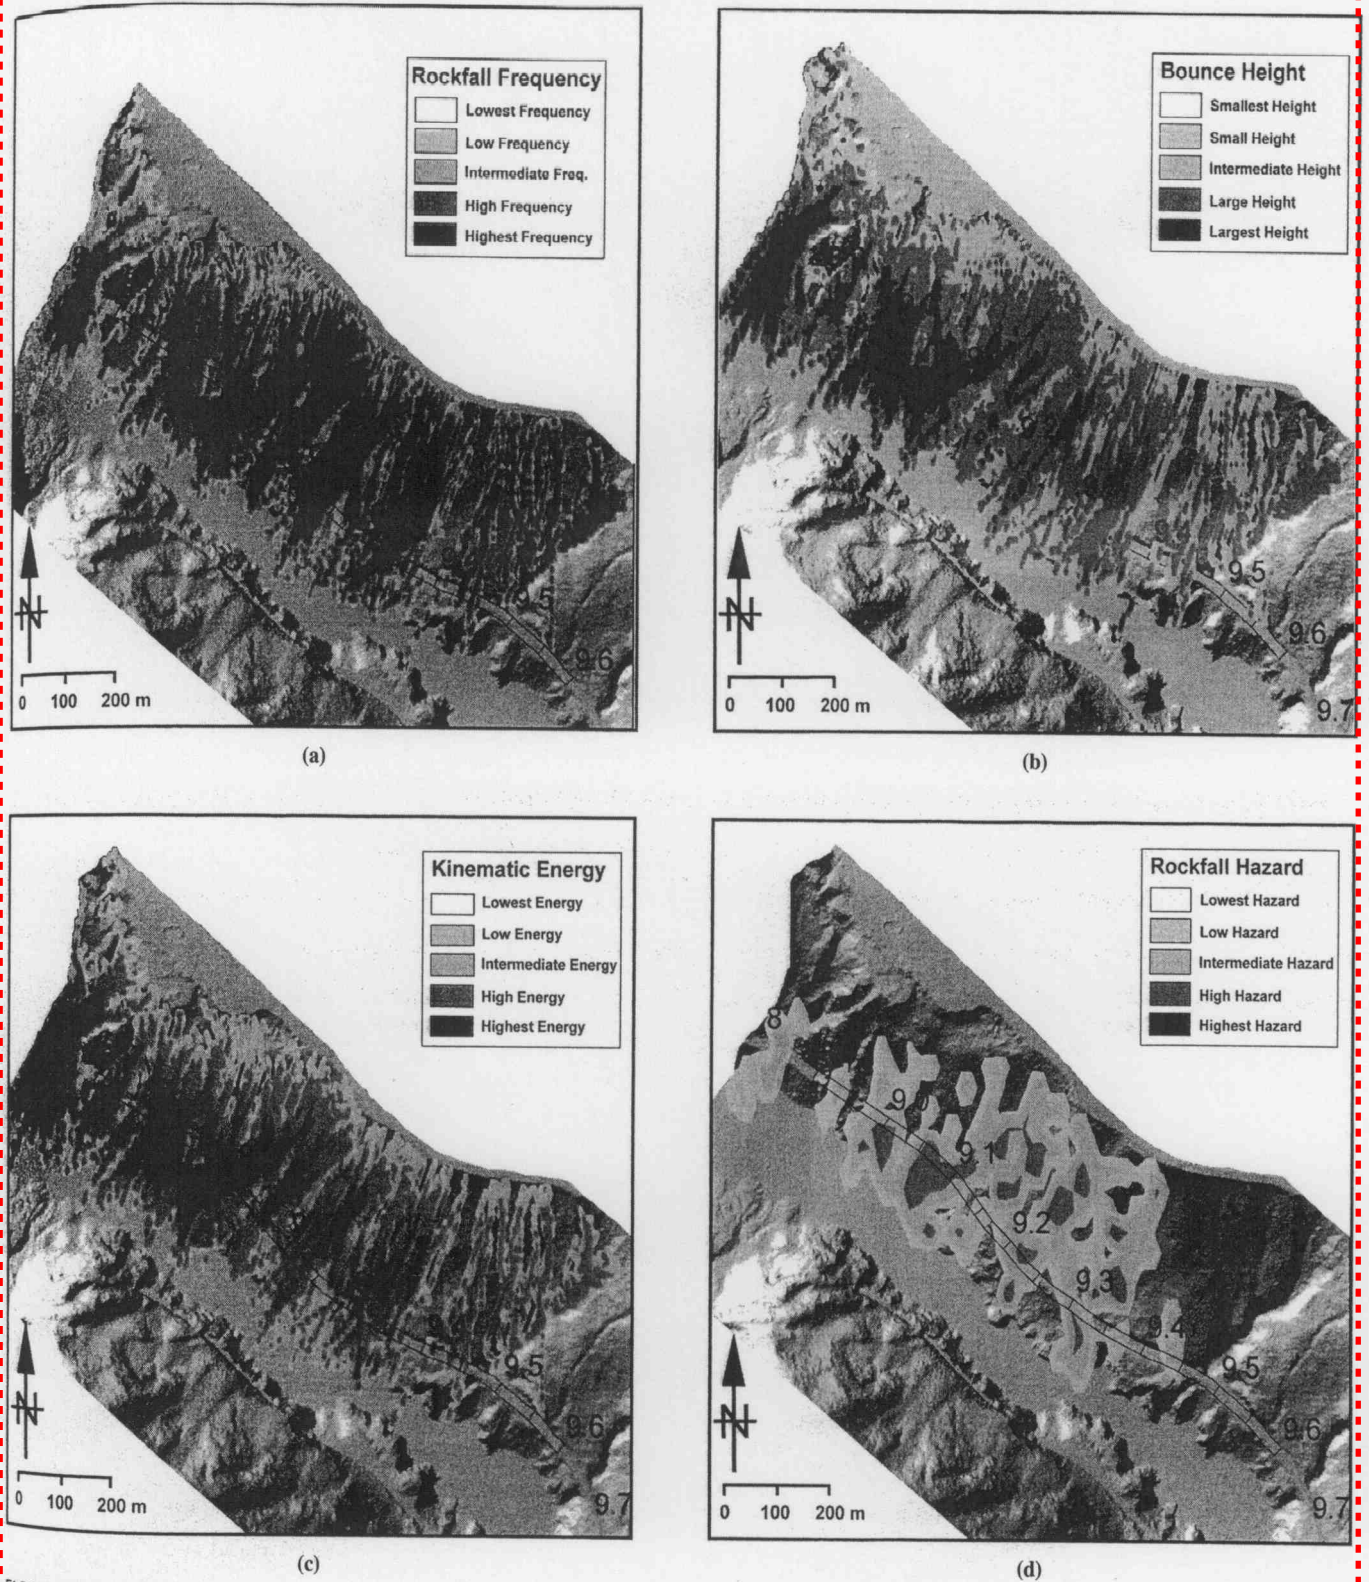 Rockfall Frequency
Lowest Frequency
Low Frequency
Intermediate Freq.
High Frequency
Highest Frequency
9.5
9.6
N
0 100 200 m
(a)
Bounce Height
Smallest Height
Small Height
Intermediate Height
Large Height
Largest Height
9.5
9.6
9.7
N
0 100 200 m
(b)
Kinematic Energy
Lowest Energy
Low Energy
Intermediate Energy
High Energy
Highest Energy
9.5
9.6
9.7
N
0 100 200 m
(c)
Rockfall Hazard
Lowest Hazard
Low Hazard
Intermediate Hazard
High Hazard
Highest Hazard
8
9.0
9.1
9.2
9.3
9.4
9.5
9.6
9.7
N
0 100 200 m
(d)